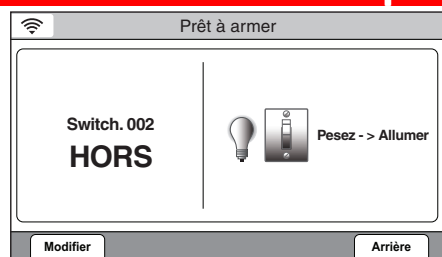 Prêt à armer
Switch. 002
HORS
Pesez - > Allumer
Modifier
Arrière